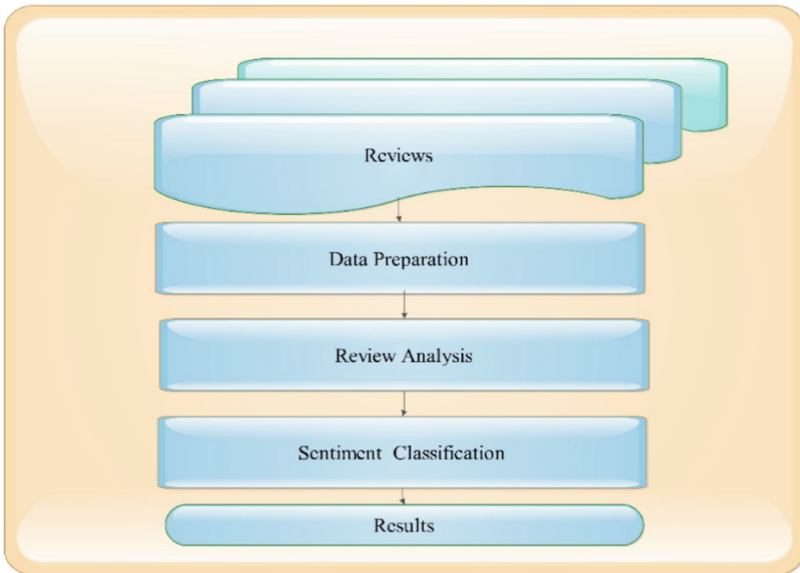 Reviews
Data Preparation
Review Analysis
Sentiment Classification
Results